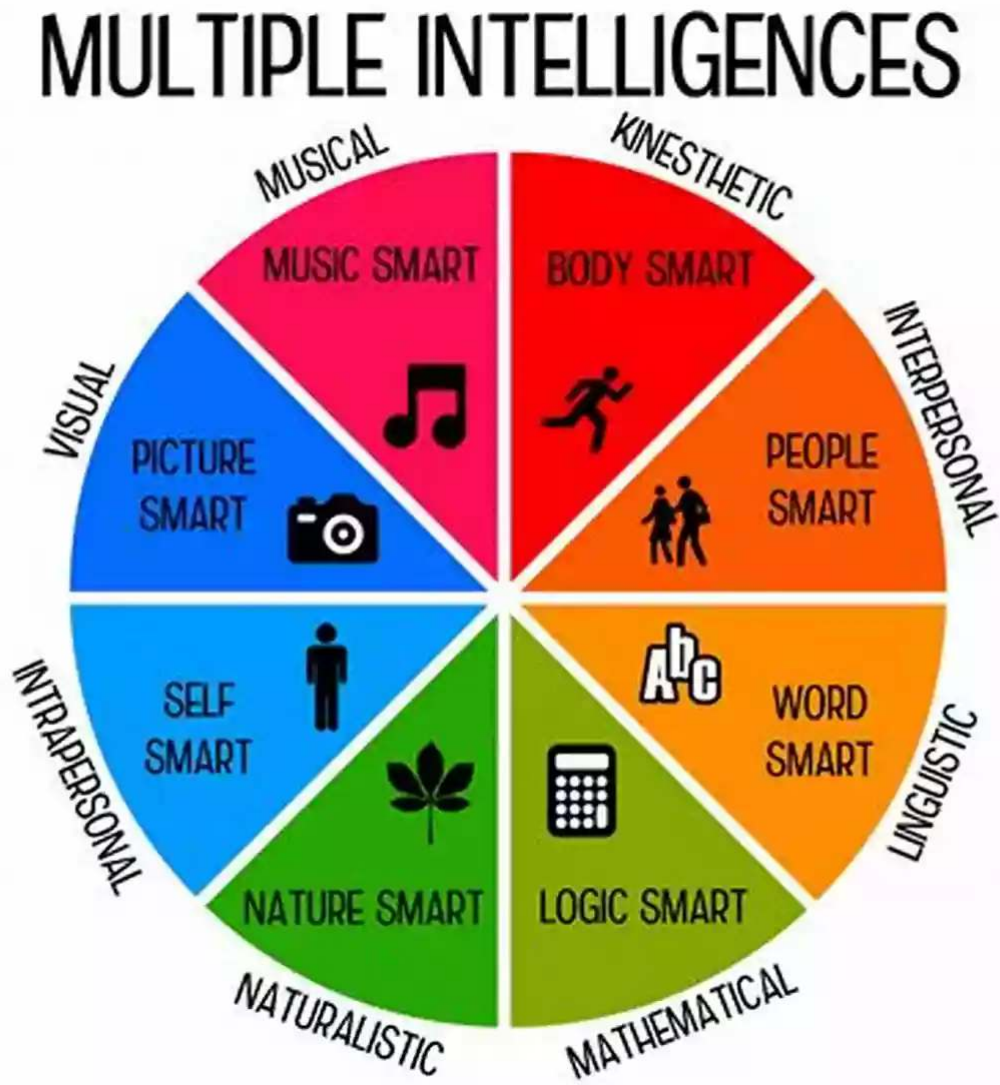 MULTIPLE INTELLIGENCES
MUSICAL
KINESTHETIC
MUSIC SMART
BODY SMART
VISUAL
INTERPERSONAL
PICTURE
SMART
PEOPLE
SMART
AbC
SELF
SMART
WORD
SMART
INTRAPERSONAL
LINGUISTIC
NATURE SMART
LOGIC SMART
NATURALISTIC
MATHEMATICAL